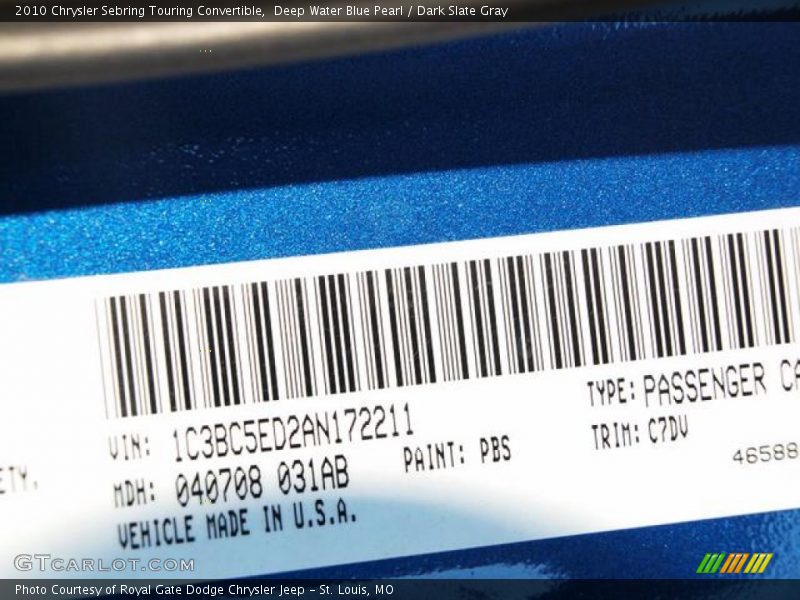 2010 Chrysler Sebring Touring Convertible,  Deep Water Blue Pearl / Dark Slate Gray
TYPE: PASSENGER CA
VIN: 1C3BC5ED2AN172211
TRIM: C7DV
ETY.
MDH: 040708 031AB
PAINT: PBS
46588
VEHICLE MADE IN U.S.A.
GTCARLOT.COM
Photo Courtesy of Royal Gate Dodge Chrysler Jeep - St. Louis, MO